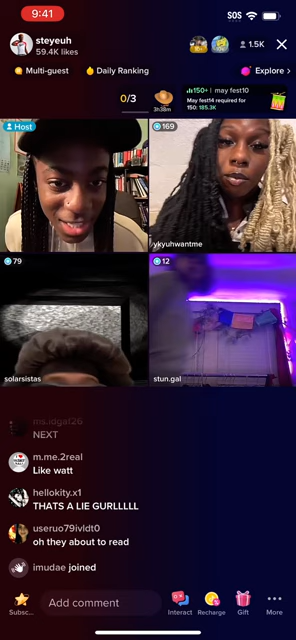 9:41
SOS
steyeuh
59.4K likes
1.5K
Multi-guest
Daily Ranking
Explore >
0/3
3h38m
150+ | may fest10
May fest14 required for
150: 185.3K
Host
169
ykyuhwantme
79
solarsistas
12
stun.gal
ms.idgaf26
NEXT
m.me.2real
Like watt
hellokity.x1
THATS A LIE GURLLLLL
useruo79ivldt0
oh they about to read
imudae joined
Subsc...
Add comment
Interact
Recharge
Gift
More